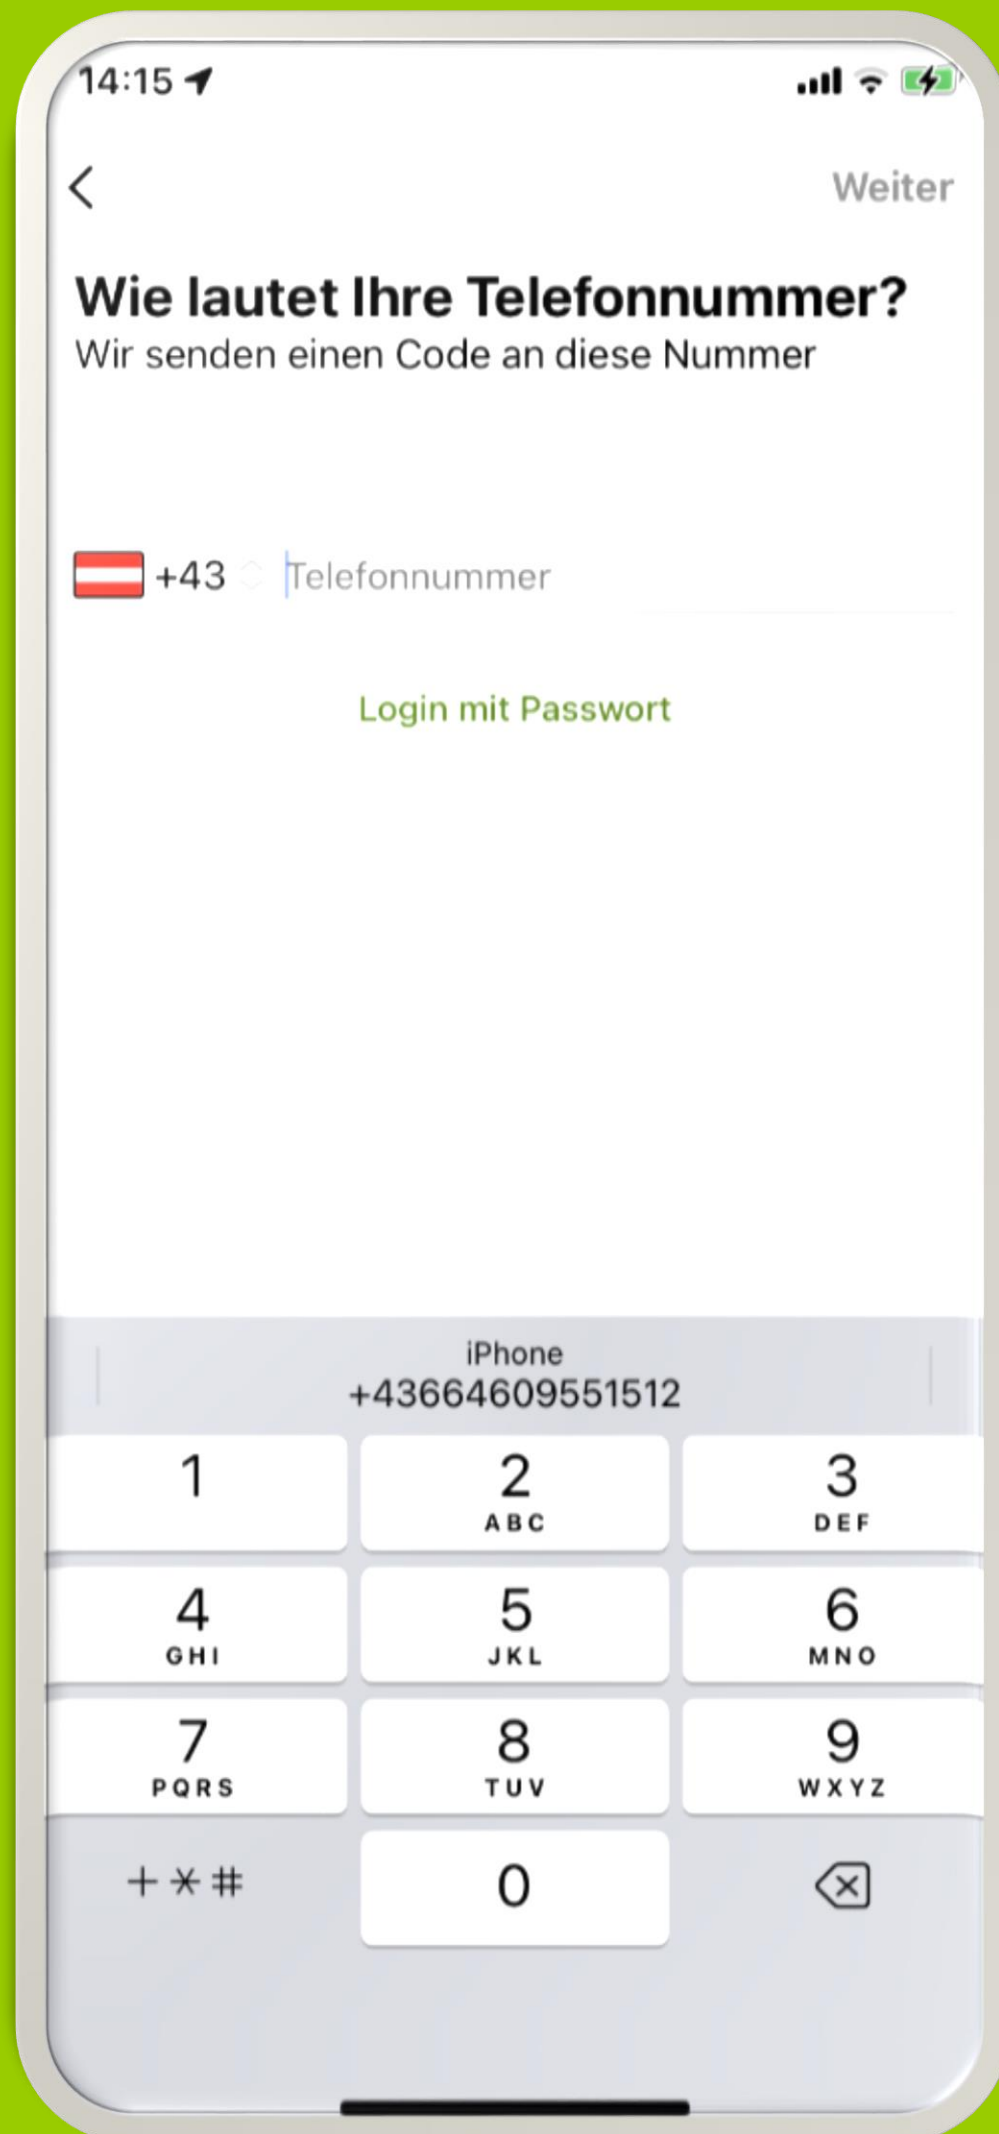 14:15
Weiter
Wie lautet Ihre Telefonnummer?
Wir senden einen Code an diese Nummer
+43 Telefonnummer
Login mit Passwort
iPhone
+43664609551512
1 2 3
ABC DEF
4 5 6
GHI JKL MNO
7 8 9
PQRS TUV WXYZ
+*# 0